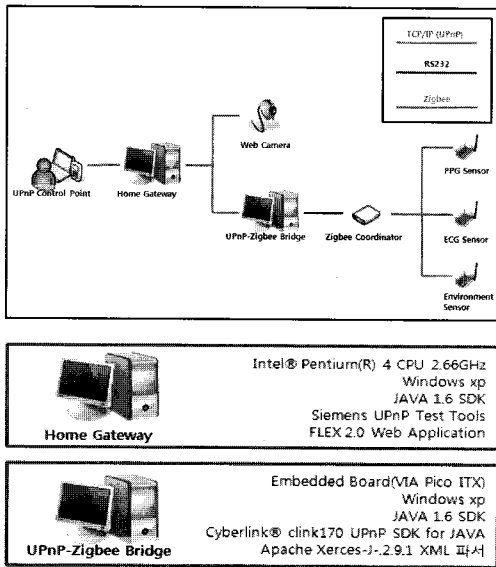 TCP/IP (UPnP)
RS232
Zigbee
Web Camera
PPG Sensor
UPnP Control Point
Home Gateway
UPnP-Zigbee Bridge
Zigbee Coordinator
ECG Sensor
Environment
Sensor
Intel® Pentium(R) 4 CPU 2.66GHz
Windows xp
JAVA 1.6 SDK
Siemens UPnP Test Tools
FLEX 2.0 Web Application
Home Gateway
Embedded Board(VIA Pico ITX)
Windows xp
JAVA 1.6 SDK
Cyberlink® clink170 UPnP SDK for JAVA
Apache Xerces-J-.2.9.1 XML 파서
UPnP-Zigbee Bridge